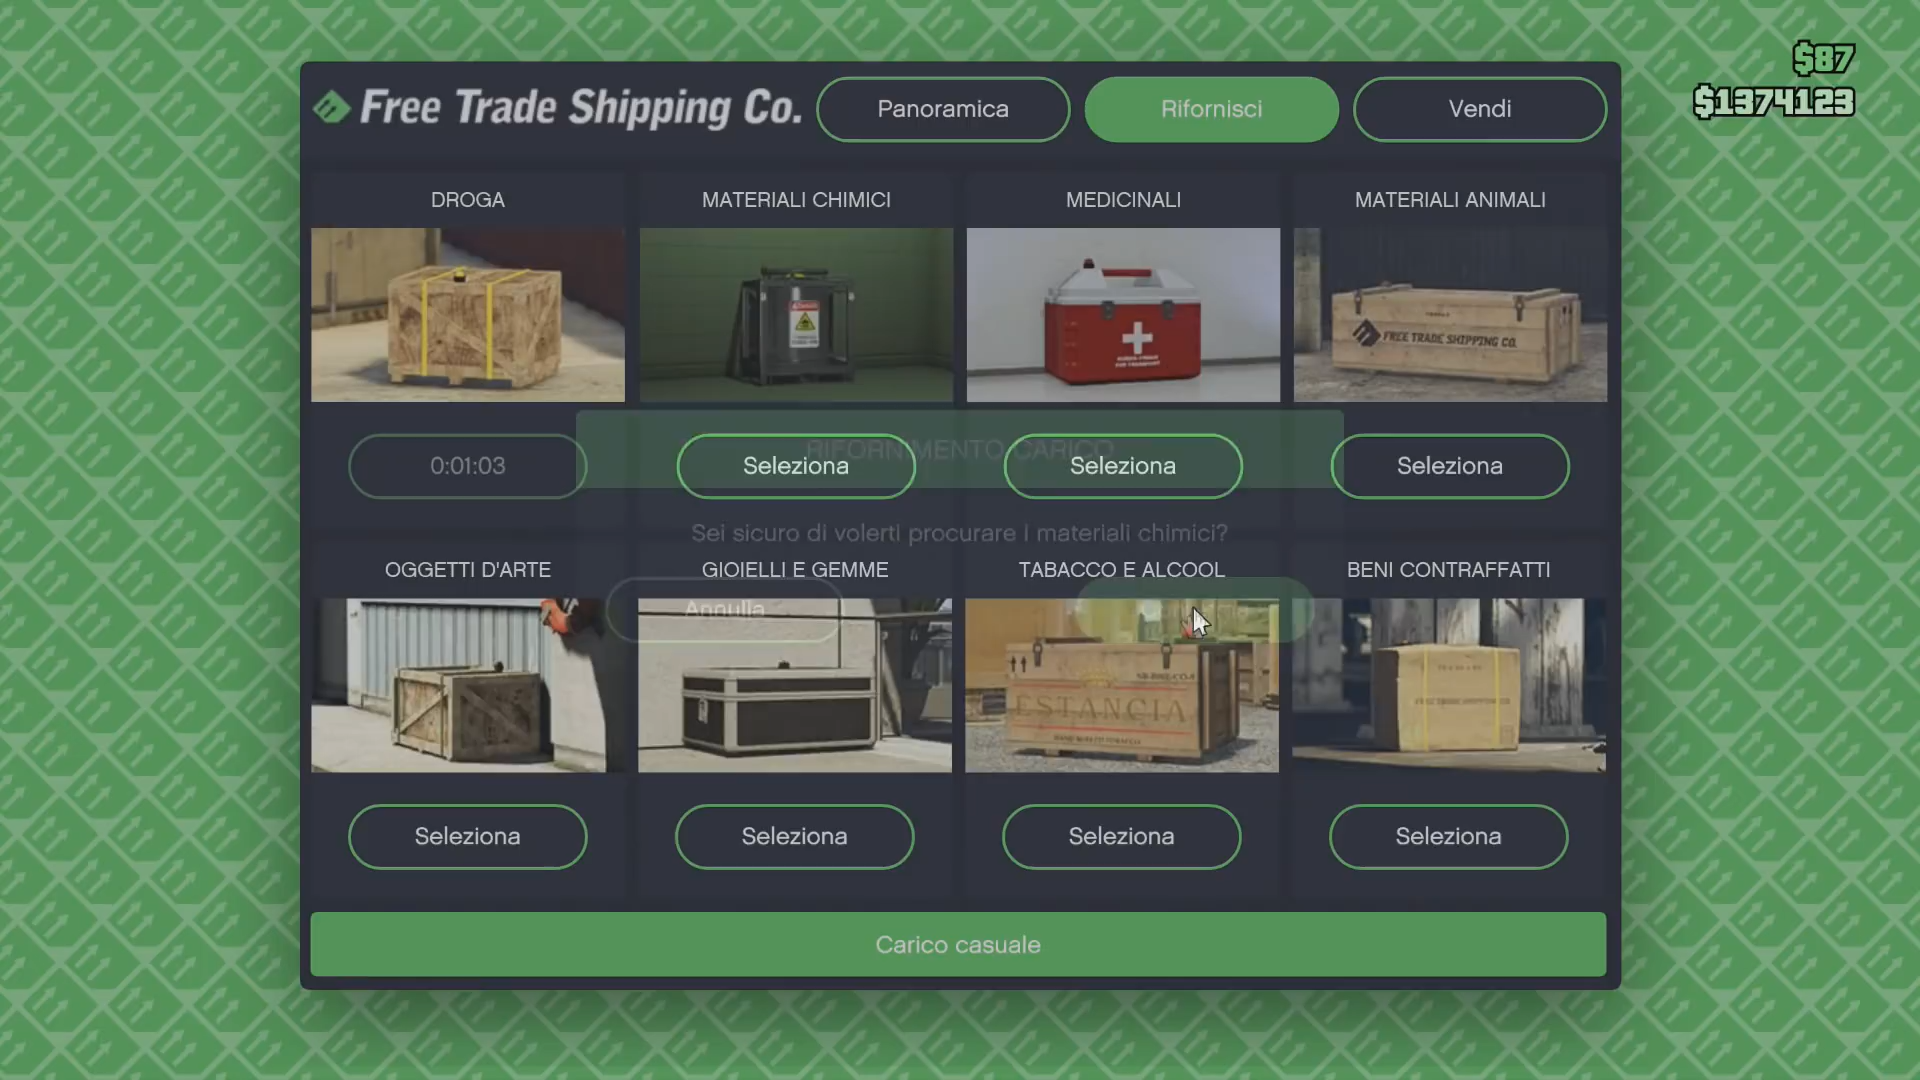 $87
$1374123
Free Trade Shipping Co.
Panoramica
Rifornisci
Vendi
DROGA
MATERIALI CHIMICI
MEDICINALI
MATERIALI ANIMALI
FREE TRADE SHIPPING CO.
RIFORNIMENTO CARICO
0:01:03
Seleziona
Seleziona
Seleziona
Sei sicuro di volerti procurare i materiali chimici?
OGGETTI D'ARTE
GIOIELLI E GEMME
TABACCO E ALCOOL
BENI CONTRAFFATTI
Annulla
ESTANCIA
Seleziona
Seleziona
Seleziona
Seleziona
Carico casuale